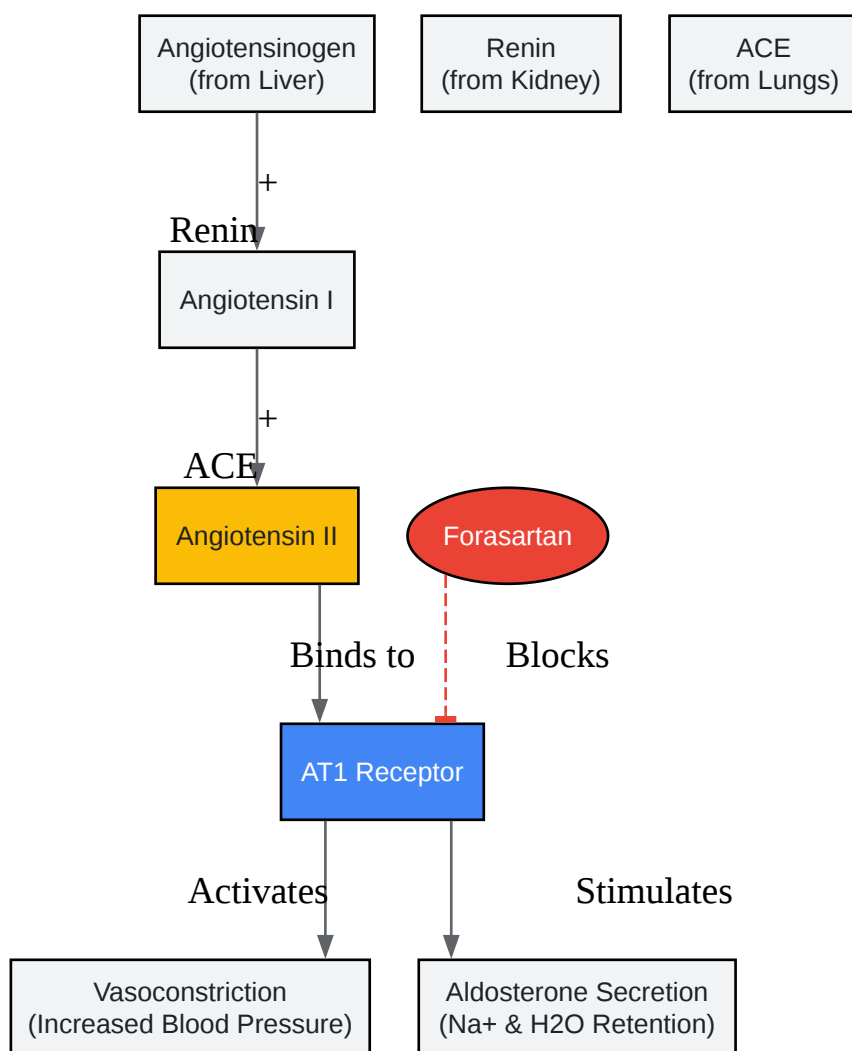 Angiotensinogen
(from Liver)
Renin
(from Kidney)
ACE
(from Lungs)
+
Renin
Angiotensin I
+
ACE
Angiotensin II
Forasartan
Binds to
Blocks
AT1 Receptor
Activates
Stimulates
Vasoconstriction
(Increased Blood Pressure)
Aldosterone Secretion
(Na+ & H2O Retention)